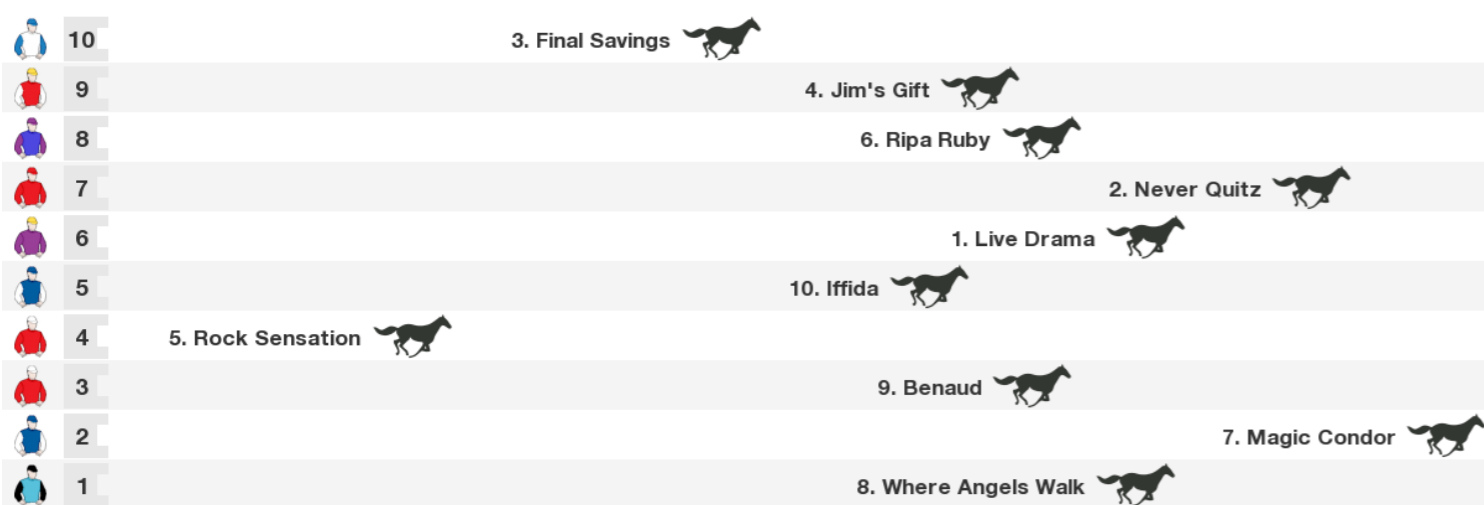 10 3. Final Savings
9 4. Jim's Gift
8 6. Ripa Ruby
7 2. Never Quitz
6 1. Live Drama
5 10. Iffida
4 5. Rock Sensation
3 9. Benaud
2 7. Magic Condor
1 8. Where Angels Walk